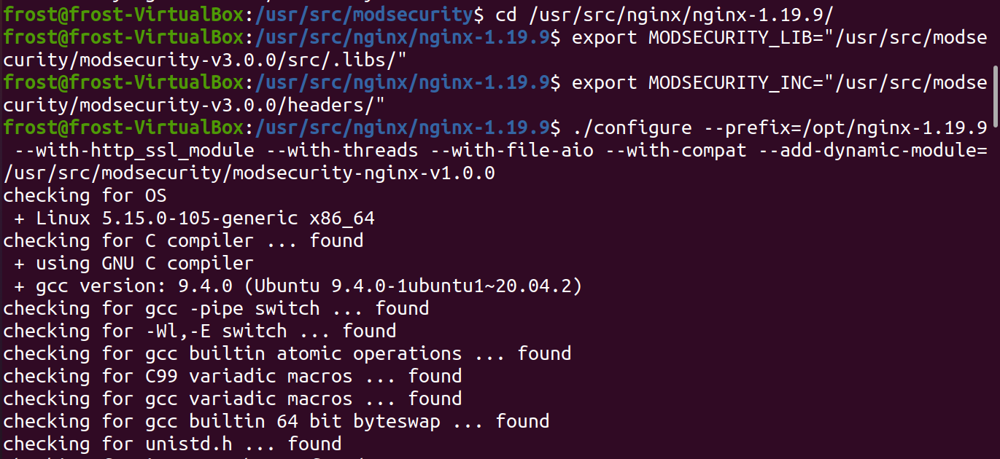 frost@frost-VirtualBox:/usr/src/modsecurity$ cd /usr/src/nginx/nginx-1.19.9/
frost@frost-VirtualBox:/usr/src/nginx/nginx-1.19.9$ export MODSECURITY_LIB="/usr/src/modse
curity/modsecurity-v3.0.0/src/.libs/"
frost@frost-VirtualBox:/usr/src/nginx/nginx-1.19.9$ export MODSECURITY_INC="/usr/src/modse
curity/modsecurity-v3.0.0/headers/"
frost@frost-VirtualBox:/usr/src/nginx/nginx-1.19.9$ ./configure --prefix=/opt/nginx-1.19.9
 --with-http_ssl_module --with-threads --with-file-aio --with-compat --add-dynamic-module=
/usr/src/modsecurity/modsecurity-nginx-v1.0.0
checking for OS
 + Linux 5.15.0-105-generic x86_64
checking for C compiler ... found
 + using GNU C compiler
 + gcc version: 9.4.0 (Ubuntu 9.4.0-1ubuntu1~20.04.2)
checking for gcc -pipe switch ... found
checking for -Wl,-E switch ... found
checking for gcc builtin atomic operations ... found
checking for C99 variadic macros ... found
checking for gcc variadic macros ... found
checking for gcc builtin 64 bit byteswap ... found
checking for unistd.h ... found